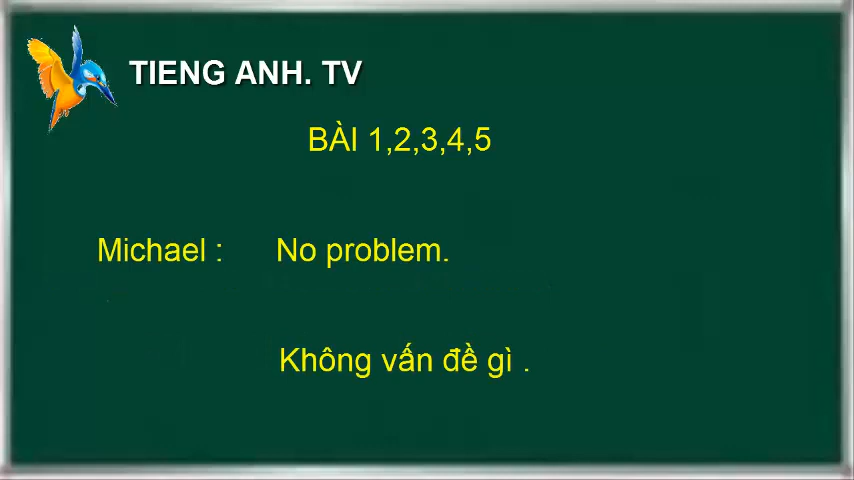 TIENG ANH. TV
BÀI 1,2,3,4,5
Michael : No problem.
Không vấn đề gì .